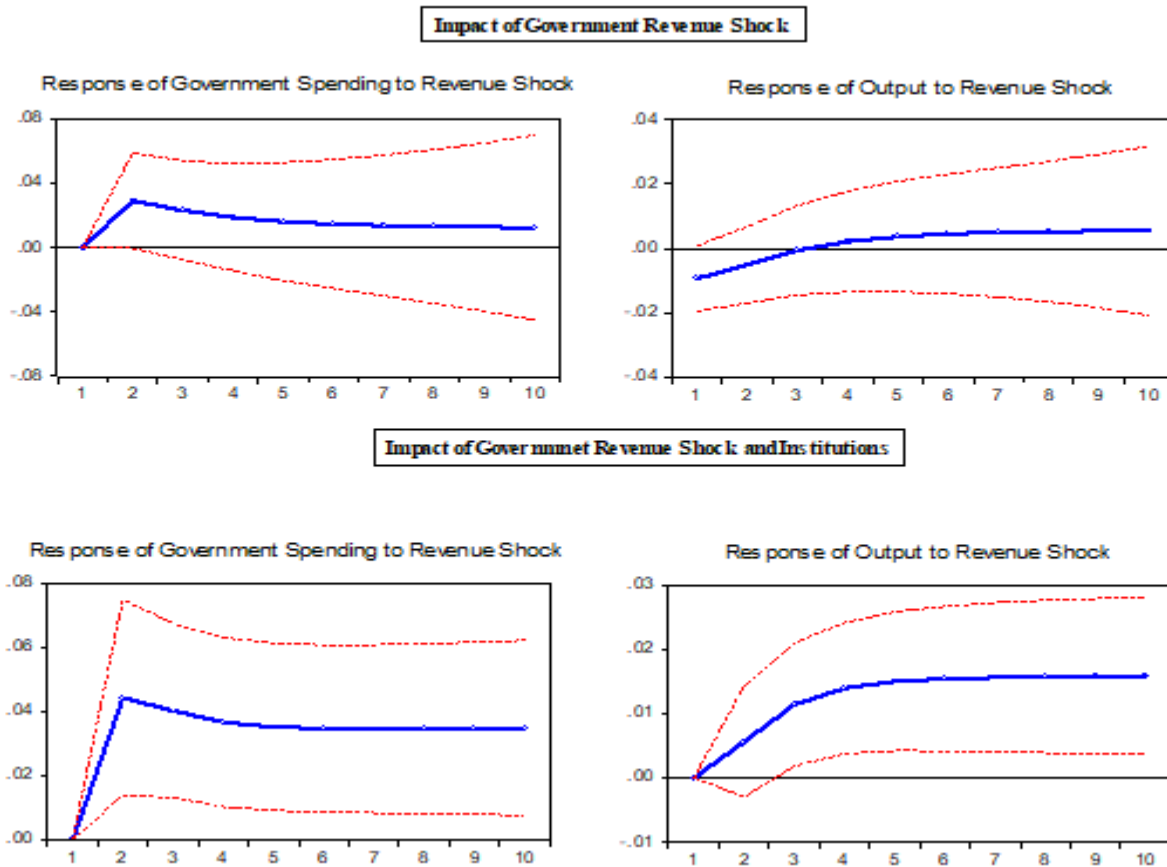 Impact of Government Revenue Shock
Response of Government Spending to Revenue Shock
.08
.04
.00
-.04
-.08
1 2 3 4 5 6 7 8 9 10
Response of Output to Revenue Shock
.04
.02
.00
-.02
-.04
1 2 3 4 5 6 7 8 9 10
Impact of Governmnet Revenue Shock and Institutions
Response of Government Spending to Revenue Shock
.08
.06
.04
.02
.00
1 2 3 4 5 6 7 8 9 10
Response of Output to Revenue Shock
.03
.02
.01
.00
-.01
1 2 3 4 5 6 7 8 9 10